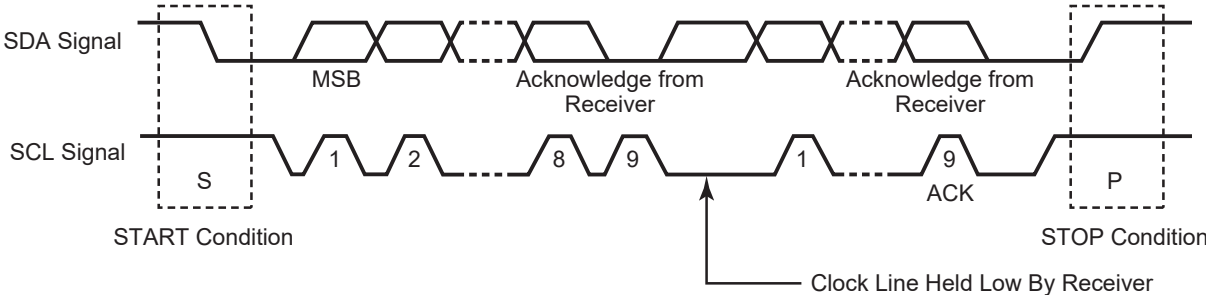 SDA Signal
MSB
Acknowledge from
Receiver
Acknowledge from
Receiver
SCL Signal
1
2
8
9
1
9
S
ACK
P
START Condition
STOP Condition
Clock Line Held Low By Receiver